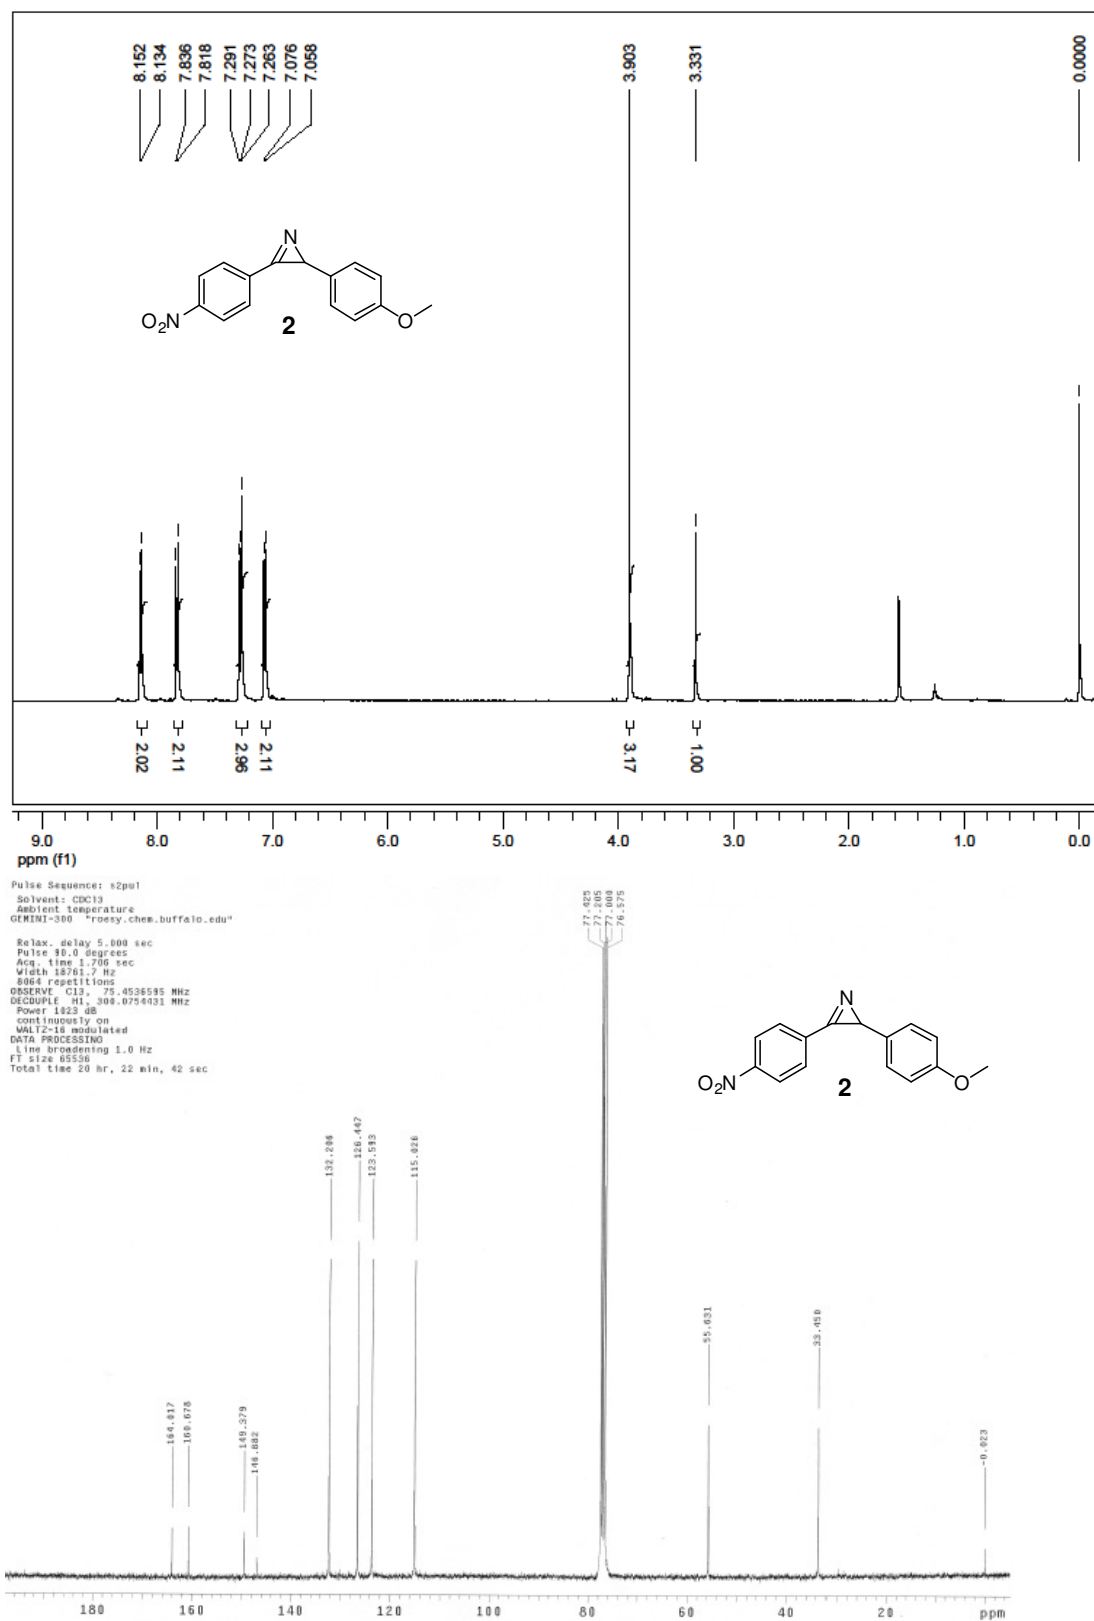 8.152
8.134
7.836
7.818
7.291
7.273
7.263
7.076
7.058
3.903
3.331
0.0000
N
O₂N
O
2
2.02
2.11
2.96
2.11
3.17
1.00
9.0 8.0 7.0 6.0 5.0 4.0 3.0 2.0 1.0 0.0
ppm (f1)
Pulse Sequence: s2pul
Solvent: CDCl3
Ambient temperature
GEMINI-300 "roesy.chem.buffalo.edu"
Relax. delay 5.000 sec
Pulse 90.0 degrees
Acq. time 1.706 sec
Width 18761.7 Hz
8064 repetitions
OBSERVE C13, 75.4536595 MHz
DECOUPLE H1, 300.0754431 MHz
Power 1023 dB
continuously on
WALTZ-16 modulated
DATA PROCESSING
Line broadening 1.0 Hz
FT size 65536
Total time 20 hr, 22 min, 42 sec
77.425
77.205
77.000
76.575
N
O₂N
O
2
132.206
126.447
123.593
115.026
55.631
33.450
164.017
160.678
149.379
146.882
-0.023
180 160 140 120 100 80 60 40 20 ppm